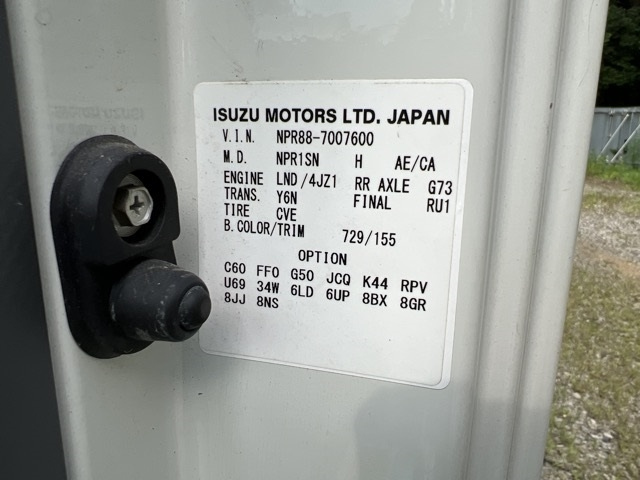 ISUZU MOTORS LTD. JAPAN
V.I.N. NPR88-7007600
M.D. NPR1SN H AE/CA
ENGINE LND/4JZ1 RR AXLE G73
TRANS. Y6N FINAL RU1
TIRE CVE
B.COLOR/TRIM 729/155
OPTION
C60 FF0 G50 JCQ K44 RPV
U69 34W 6LD 6UP 8BX 8GR
8JJ 8NS